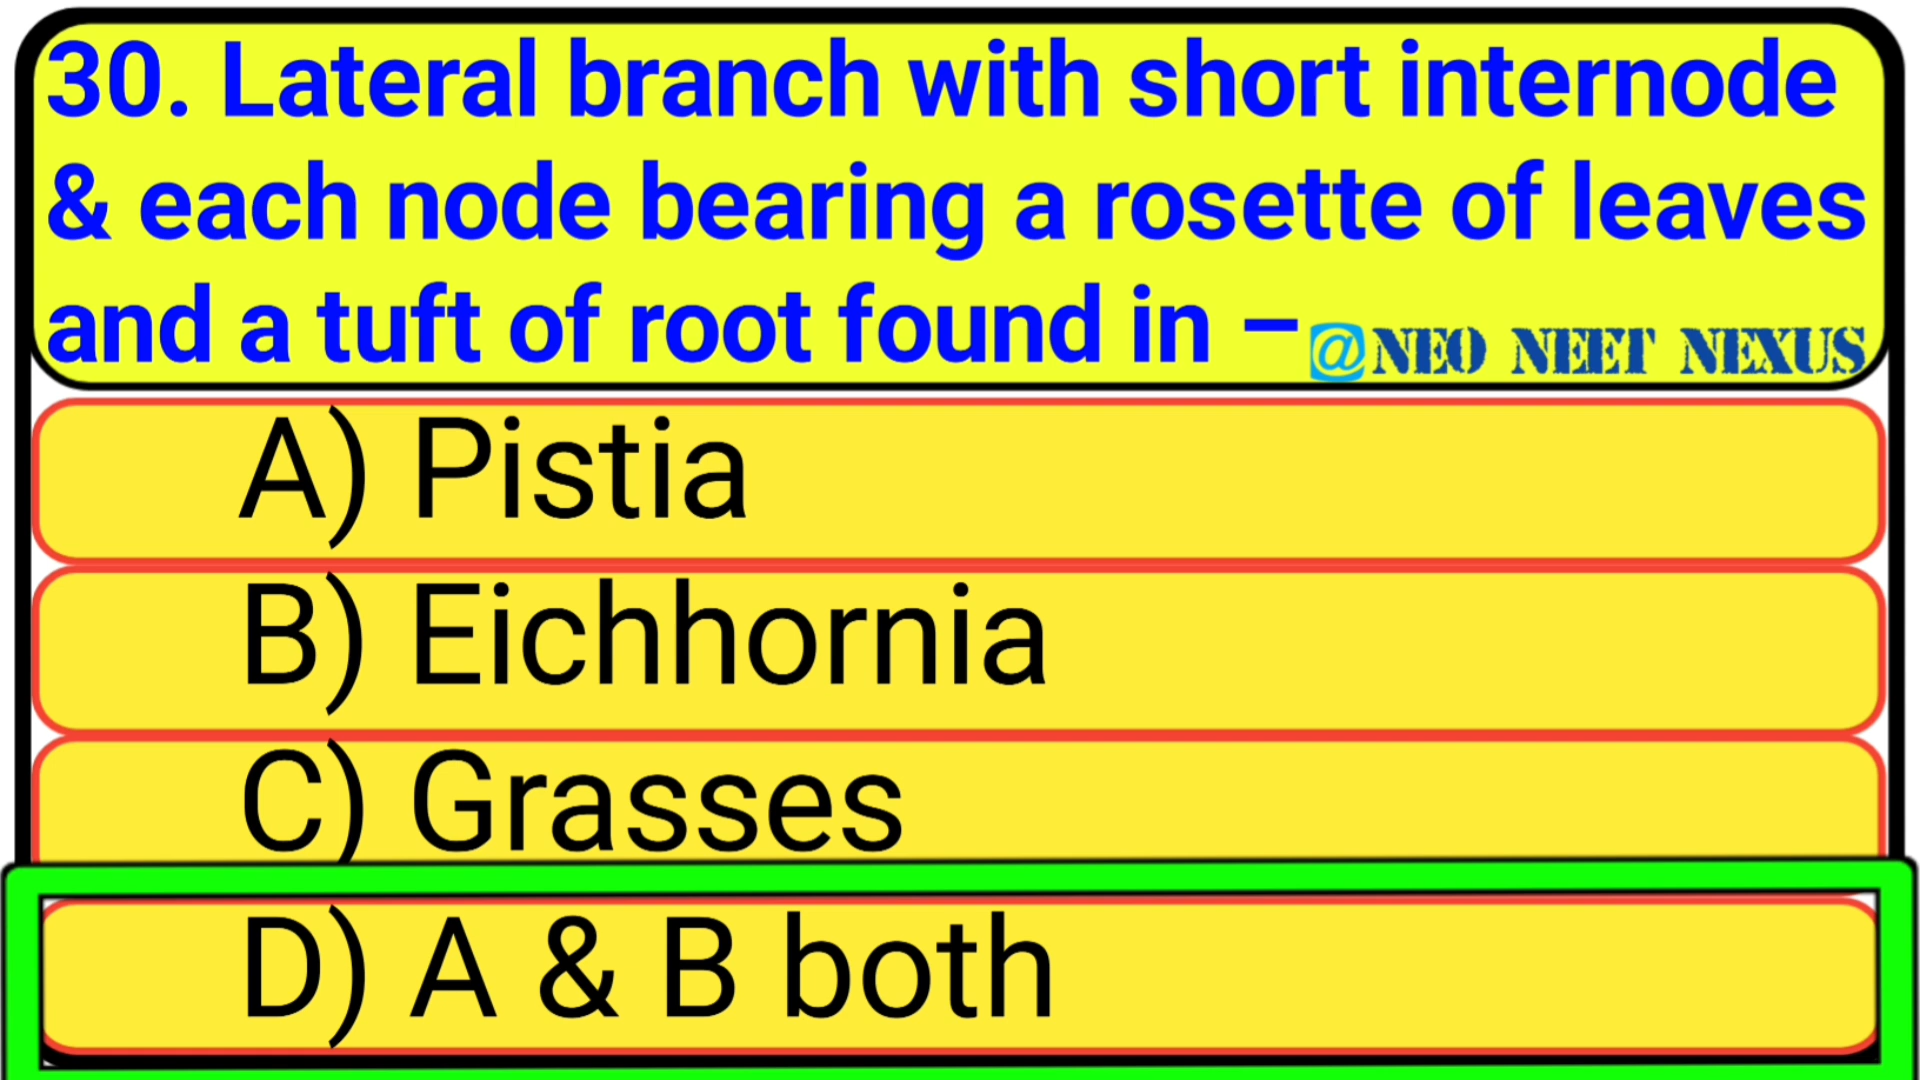 30. Lateral branch with short internode
& each node bearing a rosette of leaves
and a tuft of root found in –
@NEO NEET NEXUS
A) Pistia
B) Eichhornia
C) Grasses
D) A & B both